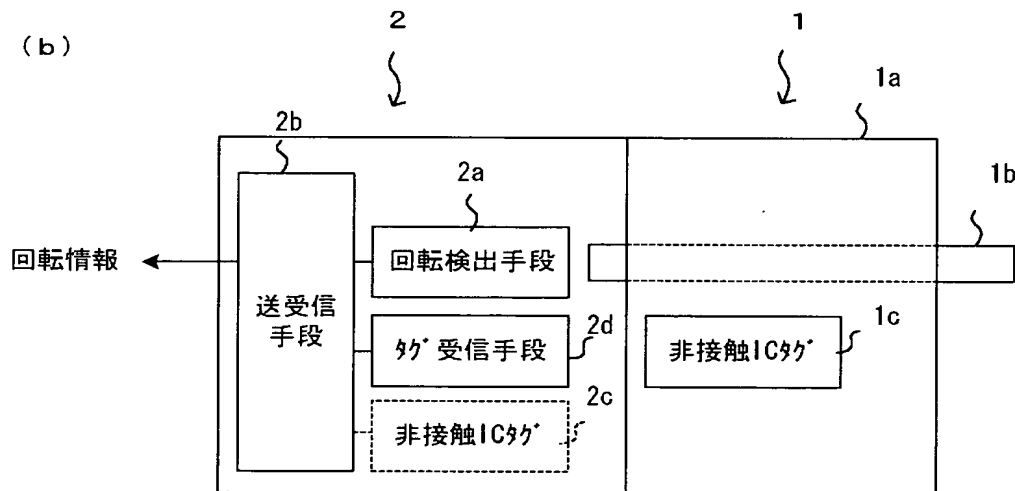 (b)
2
1
1a
2b
2a
1b
回転情報
回転検出手段
送受信
手段
2d
1c
ﾀｸﾞ受信手段
非接触ICﾀｸﾞ
2c
非接触ICﾀｸﾞ